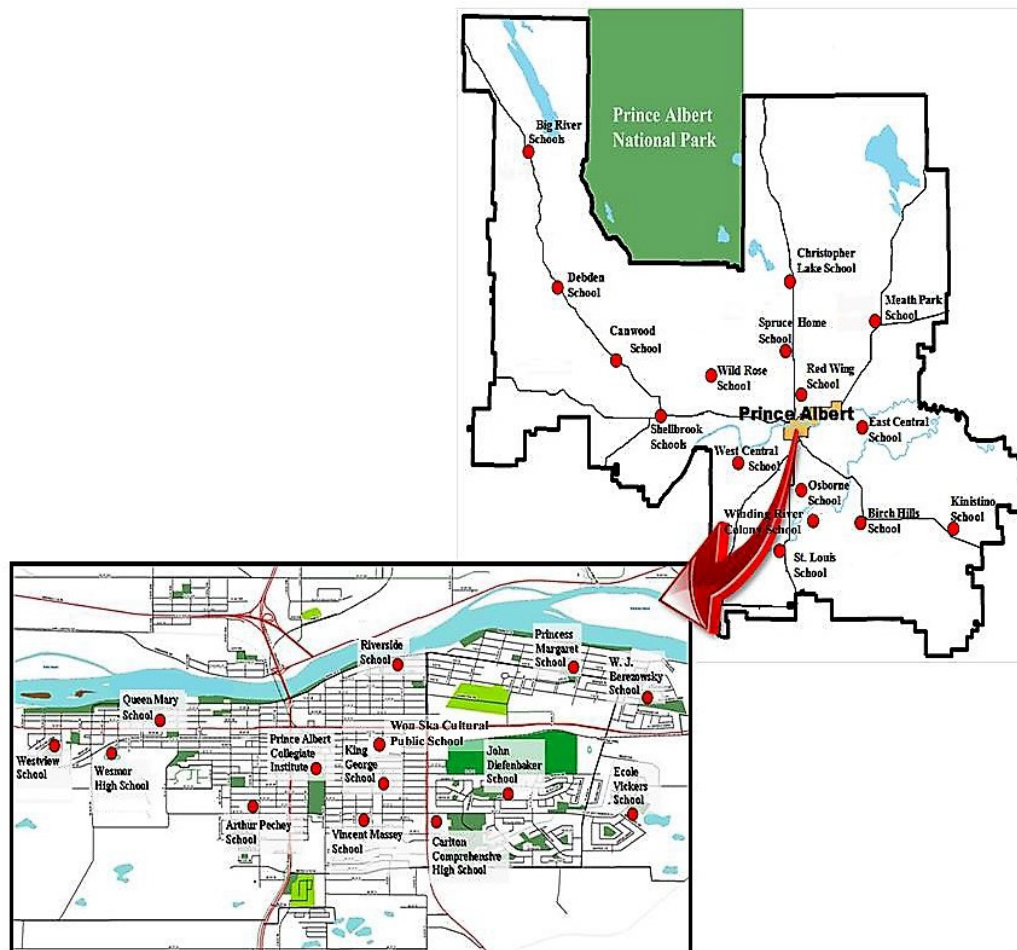 Prince Albert
National Park
Big River
Schools
Christopher
Lake School
Debden
School
Meath Park
School
Spruce Home
School
Canwood
School
Wild Rose
School
Red Wing
School
Prince Albert
Shellbrook
Schools
East Central
School
West Central
School
Osborne
School
Kinistino
School
Winding River
Colony School
Birch Hills
School
St. Louis
School
Riverside
School
Princess
Margaret
School
W. J.
Berezowsky
School
Queen Mary
School
Won Ska Cultural
Public School
Westview
School
Wesmor
High School
Prince Albert
Collegiate
Institute
King
George
School
John
Diefenbaker
School
Ecole
Vickers
School
Arthur Pechey
School
Vincent Massey
School
Carlton
Comprehensive
High School